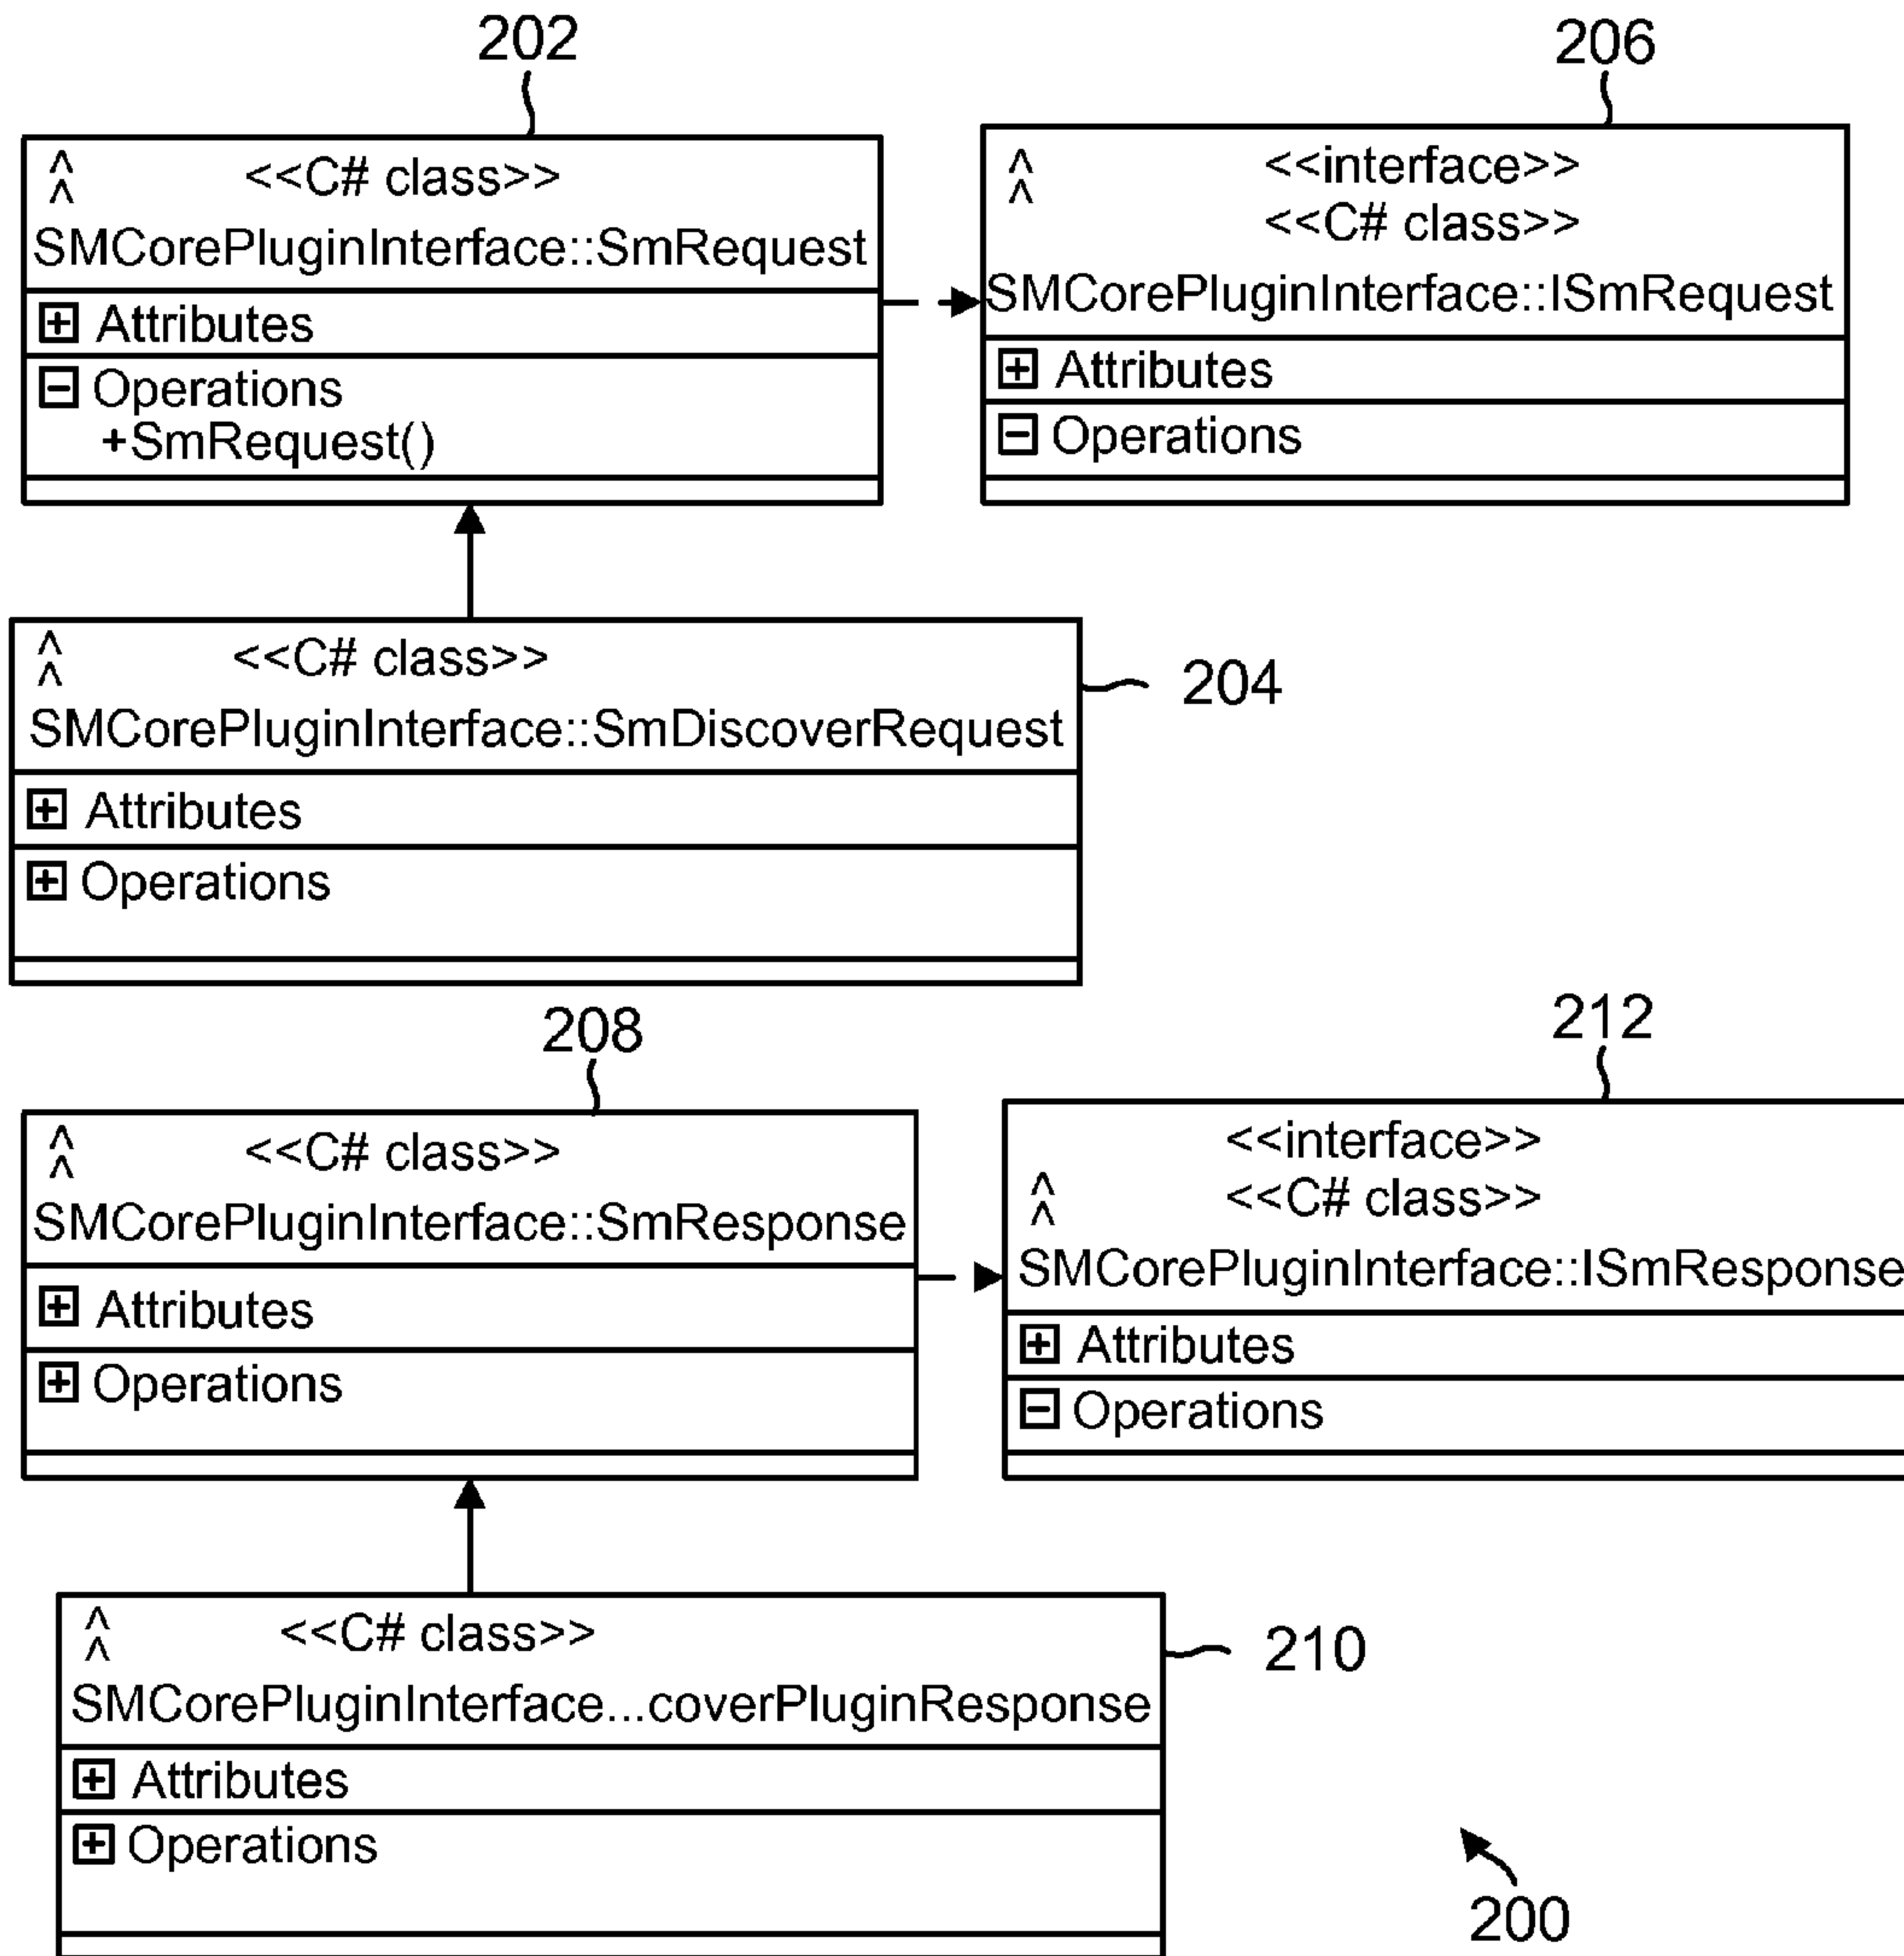 202
<<C# class>>
SMCorePluginInterface::SmRequest
+ Attributes
- Operations
+SmRequest()
206
<<interface>>
<<C# class>>
SMCorePluginInterface::ISmRequest
+ Attributes
- Operations
<<C# class>>
SMCorePluginInterface::SmDiscoverRequest
+ Attributes
+ Operations
204
208
<<C# class>>
SMCorePluginInterface::SmResponse
+ Attributes
+ Operations
212
<<interface>>
<<C# class>>
SMCorePluginInterface::ISmResponse
+ Attributes
- Operations
<<C# class>>
SMCorePluginInterface...coverPluginResponse
+ Attributes
+ Operations
210
200